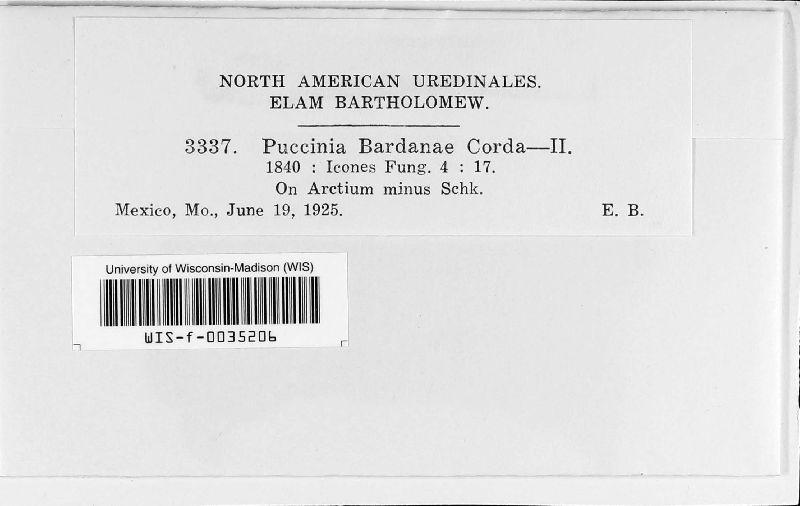 NORTH AMERICAN UREDINALES.
ELAM BARTHOLOMEW.
3337. Puccinia Bardanae Corda—II.
1840 : Icones Fung. 4 : 17.
On Arctium minus Schk.
Mexico, Mo., June 19, 1925. E. B.
University of Wisconsin-Madison (WIS)
WIS-f-0035206